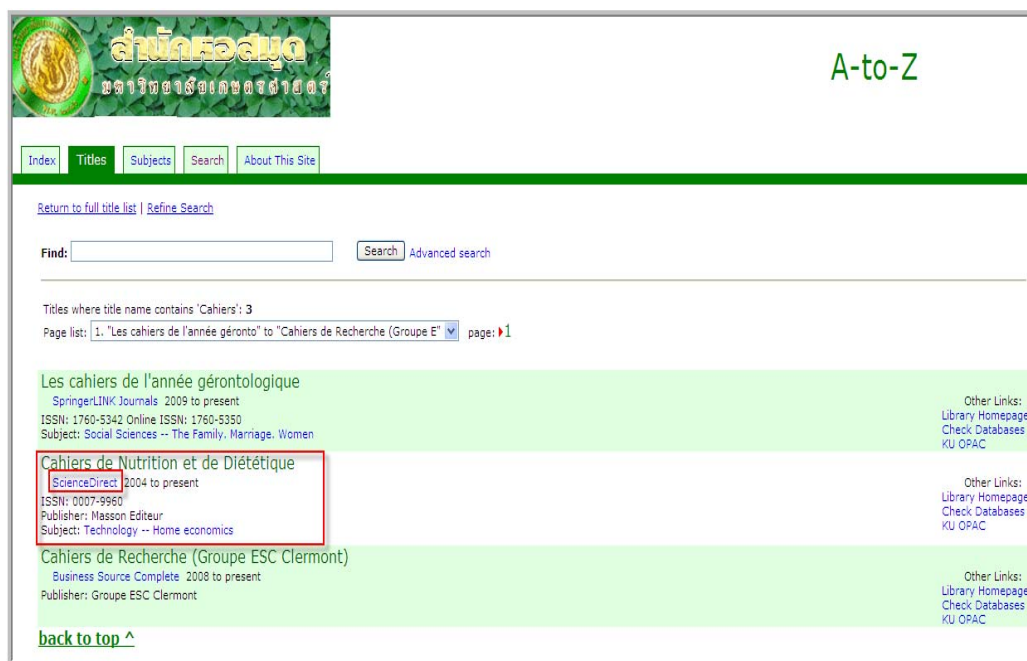 สำนักหอสมุด
มหาวิทยาลัยเกษตรศาสตร์
A-to-Z
Index Titles Subjects Search About This Site
Return to full title list | Refine Search
Find: Search Advanced search
Titles where title name contains 'Cahiers': 3
Page list: 1. "Les cahiers de l'année géronto" to "Cahiers de Recherche (Groupe E" page: 1
Les cahiers de l'année gérontologique
SpringerLINK Journals 2009 to present
ISSN: 1760-5342 Online ISSN: 1760-5350
Subject: Social Sciences -- The Family. Marriage. Women
Other Links:
Library Homepage
Check Databases
KU OPAC
Cahiers de Nutrition et de Diététique
ScienceDirect 2004 to present
ISSN: 0007-9960
Publisher: Masson Editeur
Subject: Technology -- Home economics
Other Links:
Library Homepage
Check Databases
KU OPAC
Cahiers de Recherche (Groupe ESC Clermont)
Business Source Complete 2008 to present
Publisher: Groupe ESC Clermont
Other Links:
Library Homepage
Check Databases
KU OPAC
back to top ^